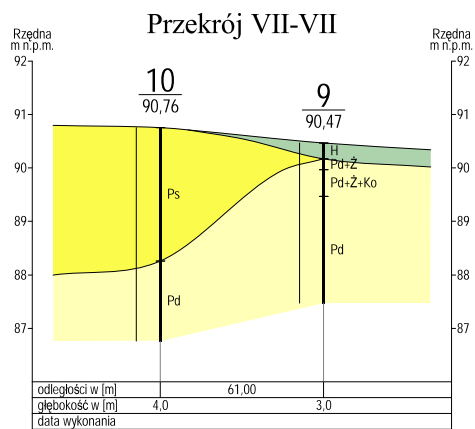 Przekrój VII-VII
Rzędna
m n.p.m.
Rzędna
m n.p.m.
92
92
10
90,76
9
90,47
91
91
H
Pd+Ż
90
90
Pd+Ż+Ko
Ps
89
89
Pd
88
88
Pd
87
87
odległości w [m] 61,00
głębokość w [m] 4,0 3,0
data wykonania